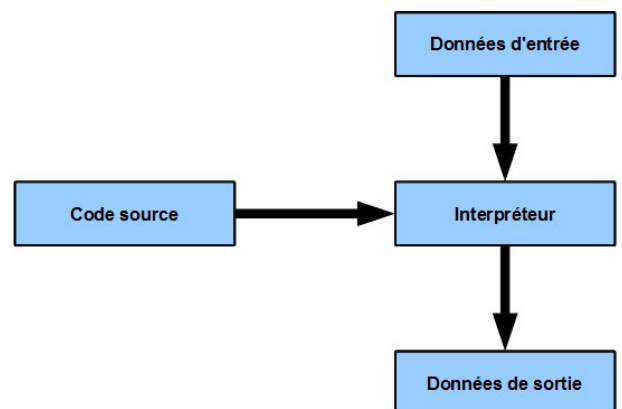 Données d'entrée
Code source
Interpréteur
Données de sortie